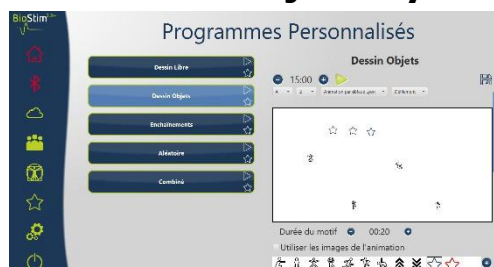 BioStim
Programmes Personnalisés
Dessin Libre
Dessin Objets
Enchainements
Aléatoire
Combiné
Dessin Objets
15:00
Durée du motif 00:20
Utiliser les images de l'animation